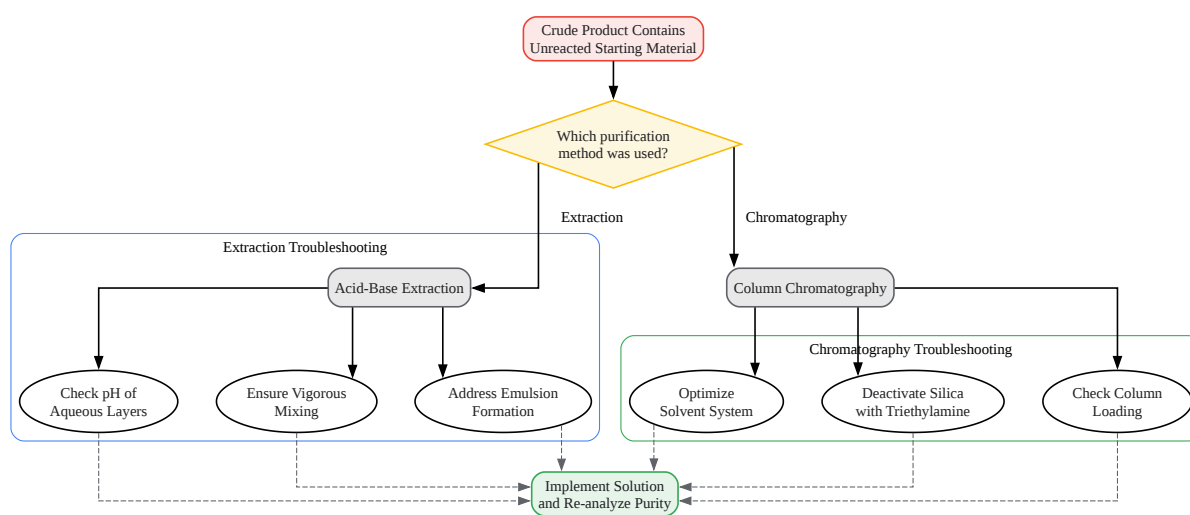 Crude Product Contains
Unreacted Starting Material
Which purification
method was used?
Extraction
Chromatography
Extraction Troubleshooting
Acid-Base Extraction
Column Chromatography
Chromatography Troubleshooting
Check pH of
Aqueous Layers
Ensure Vigorous
Mixing
Address Emulsion
Formation
Optimize
Solvent System
Deactivate Silica
with Triethylamine
Check Column
Loading
Implement Solution
and Re-analyze Purity